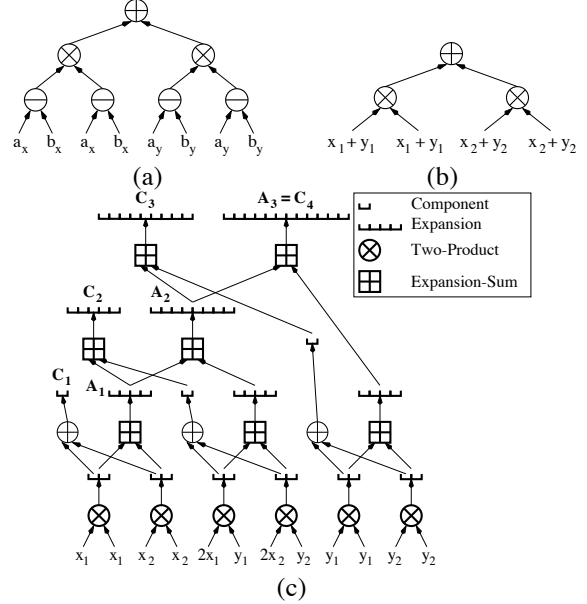 a_x b_x a_x b_x a_y b_y a_y b_y
(a)
x_1 + y_1 x_1 + y_1 x_2 + y_2 x_2 + y_2
(b)
C_3 A_3 = C_4
Component
Expansion
Two-Product
Expansion-Sum
C_2 A_2
C_1 A_1
x_1 x_1 x_2 x_2 2x_1 y_1 2x_2 y_2 y_1 y_1 y_2 y_2
(c)